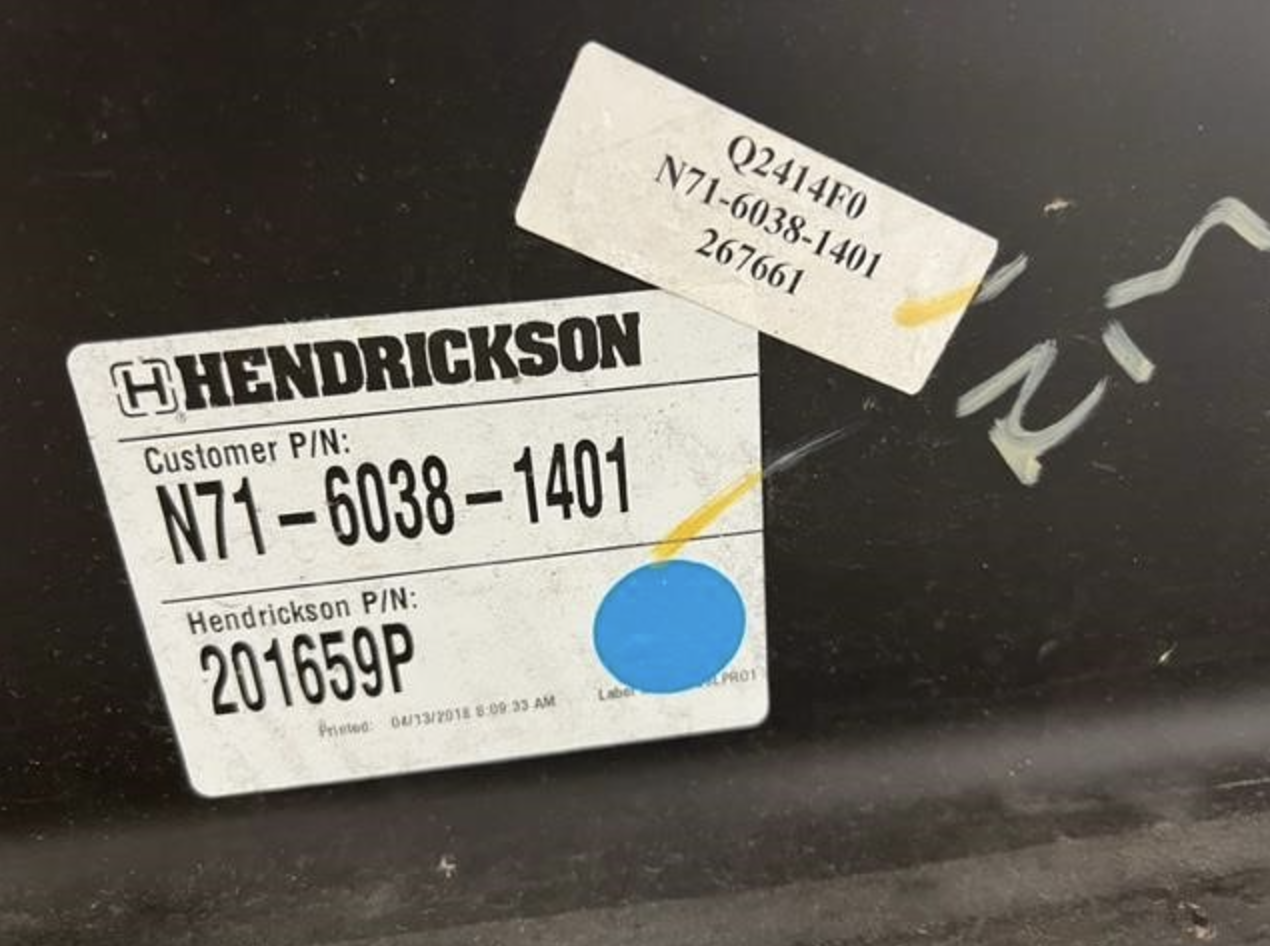 Q2414F0
N71-6038-1401
267661
HENDRICKSON
Customer P/N:
N71-6038-1401
Hendrickson P/N:
201659P
Printed: 04/13/2018 8:09:33 AM
Label